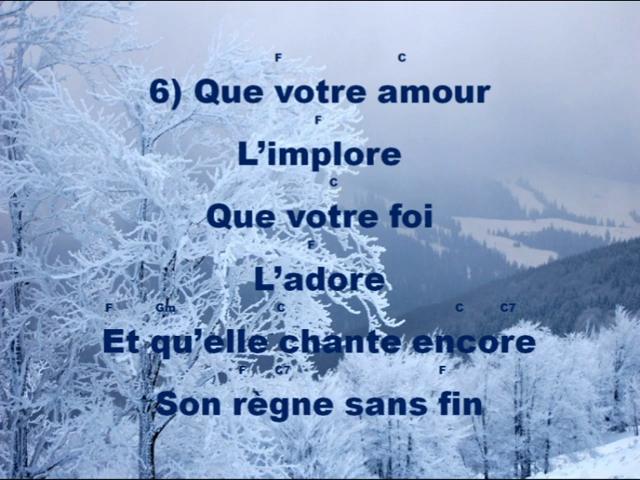 F C
6) Que votre amour
F
L’implore
C
Que votre foi
F
L’adore
F Gm C C C7
Et qu’elle chante encore
F C7 F
Son règne sans fin